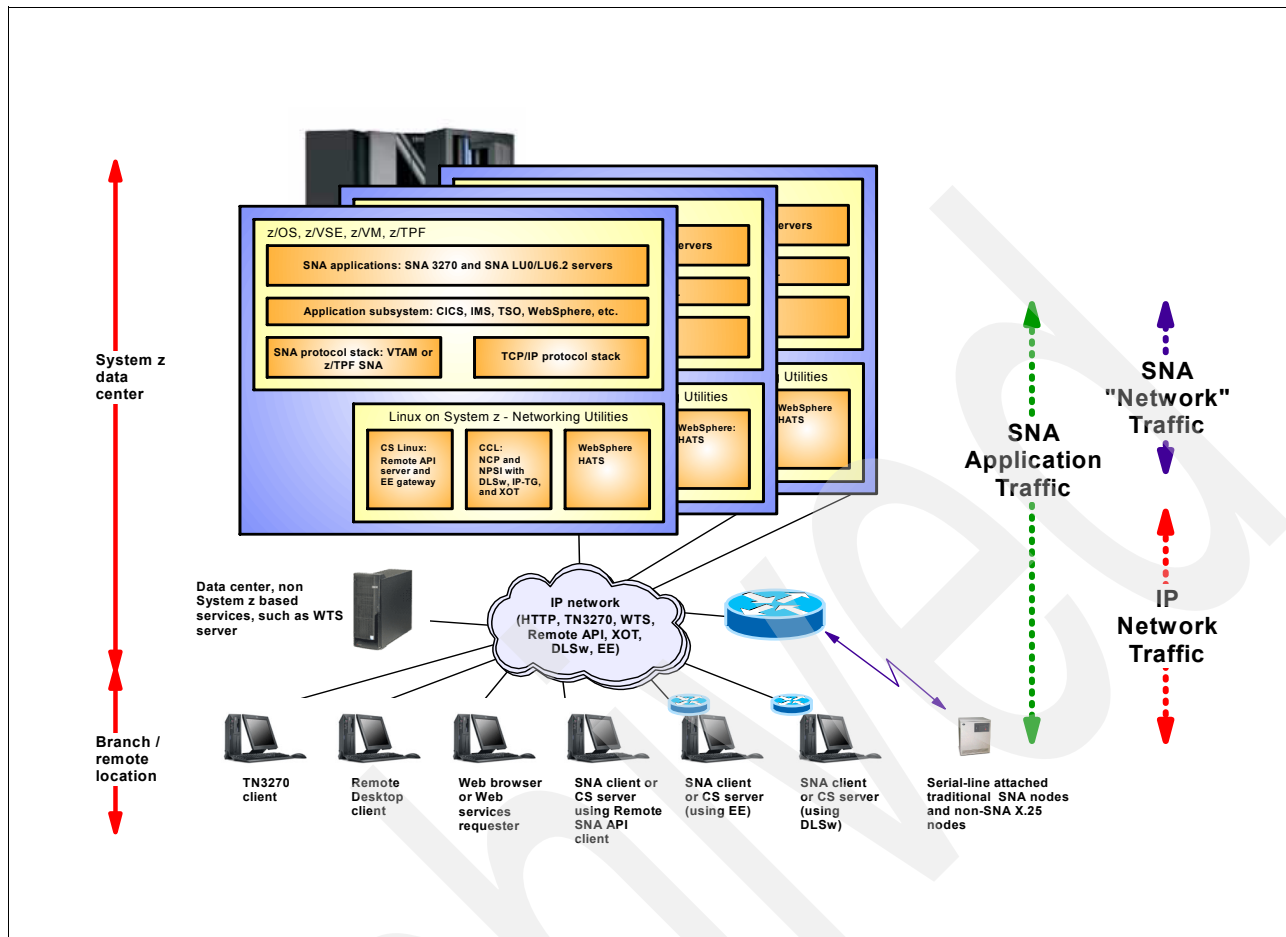 z/OS, z/VSE, z/VM, z/TPF
SNA applications: SNA 3270 and SNA LU0/LU6.2 servers
Application subsystem: CICS, IMS, TSO, WebSphere, etc.
SNA protocol stack: VTAM or
z/TPF SNA
TCP/IP protocol stack
Linux on System z - Networking Utilities
CS Linux:
Remote API
server and
EE gateway
CCL:
NCP and
NPSI with
DLSw, IP-TG,
and XOT
WebSphere
HATS
ervers
.
g Utilities
WebSphere:
HATS
ervers
.
g Utilities
WebSphere
HATS
System z
data
center
Branch /
remote
location
SNA
Application
Traffic
SNA
"Network"
Traffic
IP
Network
Traffic
Data center, non
System z based
services, such as WTS
server
IP network
(HTTP, TN3270, WTS,
Remote API, XOT,
DLSw, EE)
TN3270
client
Remote
Desktop
client
Web browser
or Web
services
requester
SNA client or
CS server
using Remote
SNA API
client
SNA client
or CS server
(using EE)
SNA client
or CS server
(using
DLSw)
Serial-line attached
traditional SNA nodes
and non-SNA X.25
nodes